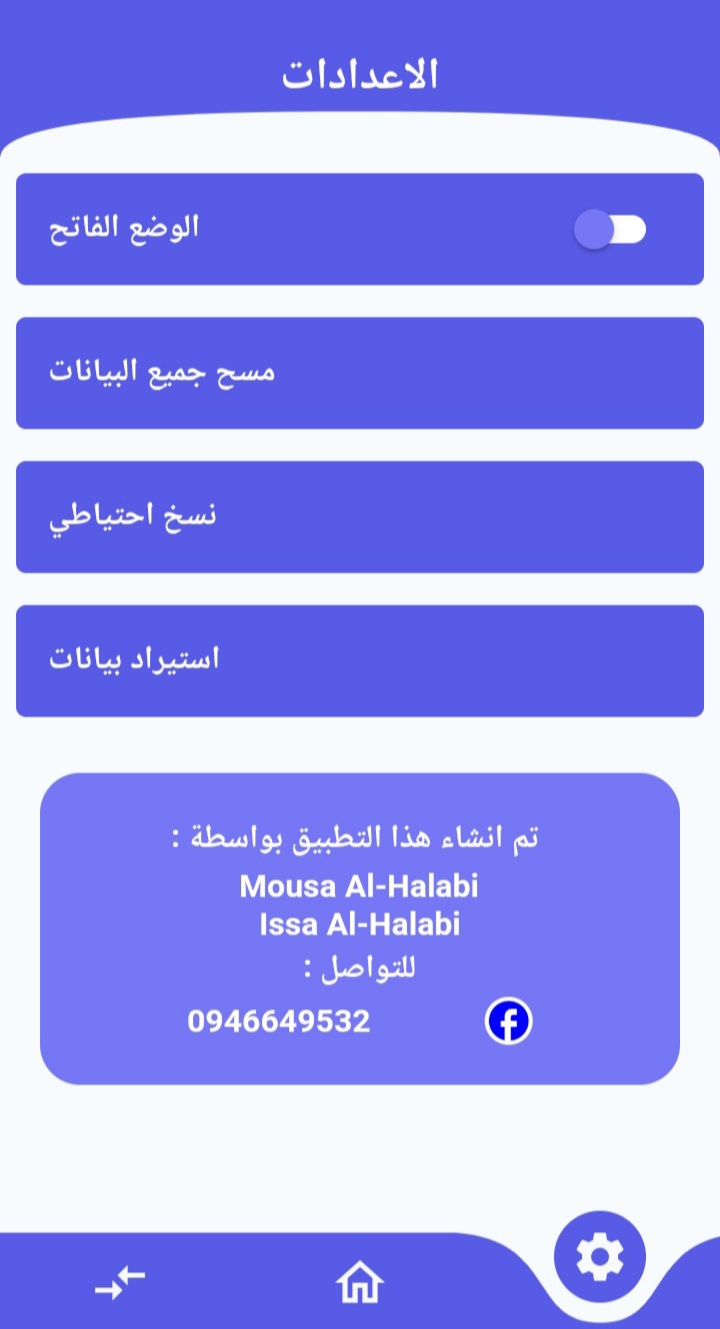 الاعدادات
الوضع الفاتح
مسح جميع البيانات
نسخ احتياطي
استيراد بيانات
تم انشاء هذا التطبيق بواسطة :
Mousa Al-Halabi
Issa Al-Halabi
للتواصل :
0946649532